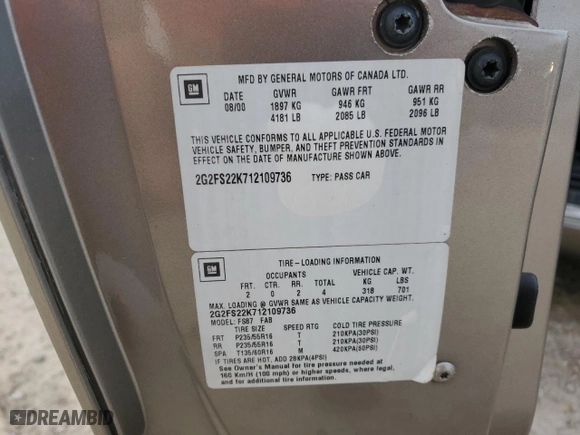 GM
MFD BY GENERAL MOTORS OF CANADA LTD.
DATE GVWR GAWR FRT GAWR RR
08/00 1897 KG 946 KG 951 KG
4181 LB 2085 LB 2096 LB
THIS VEHICLE CONFORMS TO ALL APPLICABLE U.S. FEDERAL MOTOR
VEHICLE SAFETY, BUMPER, AND THEFT PREVENTION STANDARDS IN
EFFECT ON THE DATE OF MANUFACTURE SHOWN ABOVE.
2G2FS22K712109736 TYPE: PASS CAR
GM
TIRE-LOADING INFORMATION
OCCUPANTS VEHICLE CAP. WT.
FRT. CTR. RR. TOTAL KG LBS
2 0 2 4 318 701
MAX. LOADING @ GVWR SAME AS VEHICLE CAPACITY WEIGHT.
2G2FS22K712109736
MODEL: FS87 FAB
TIRE SIZE SPEED RTG COLD TIRE PRESSURE
FRT P235/55R16 T 210KPA(30PSI)
RR P235/55R16 T 210KPA(30PSI)
SPA T135/60R16 M 420KPA(60PSI)
IF TIRES ARE HOT, ADD 28KPA(4PSI)
See Owner's Manual for tire pressure needed at
160 Km/H (100 mph) or higher speeds, where legal,
and for additional tire information.
DREAMBID